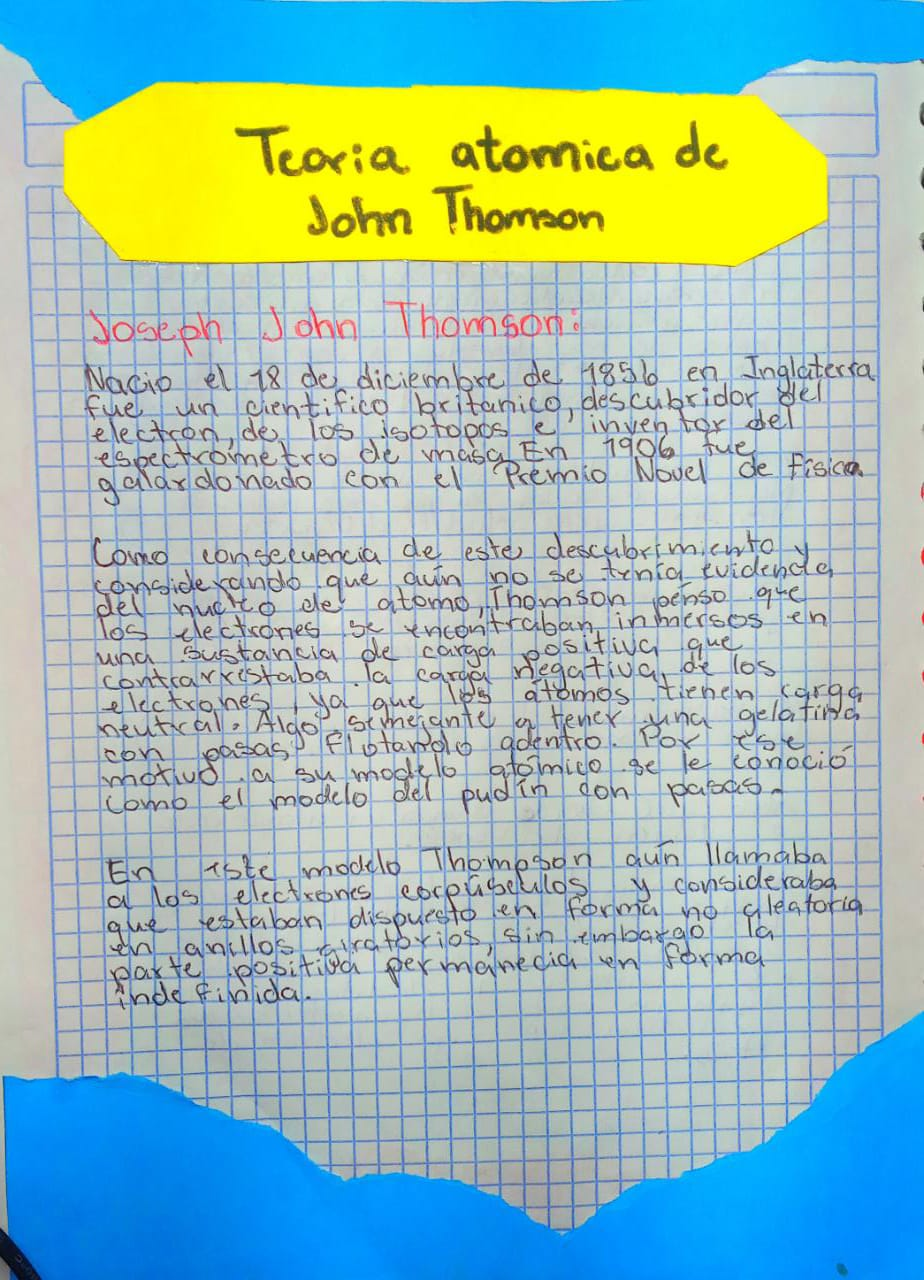 Teoria atomica de
John Thomson
Joseph John Thomson:
Nacio el 18 de diciembre de 1856 en Inglaterra
fue un cientifico britanico, descubridor del
electron, de los isotopos e inventor del
espectrometro de masa. En 1906 fue
galardonado con el Premio Novel de Fisica
Como consecuencia de este descubrimiento y
considerando que aún no se tenia evidencia
del nucleo del atomo, Thomson penso que
los electrones se encontraban inmersos en
una sustancia de carga positiva que
contrarrestaba la carga negativa de los
electrones, ya que los atomos tienen carga
neutral. Algo semejante a tener una gelatina
con pasas flotando adentro. Por ese
motivo a su modelo atómico se le conoció
como el modelo del pudín con pasas.
En este modelo Thompson aún llamaba
a los electrones corpúsculos y consideraba
que estaban dispuesto en forma no aleatoria
en anillos giratorios, sin embargo la
parte positiva permanecia en forma
indefinida.